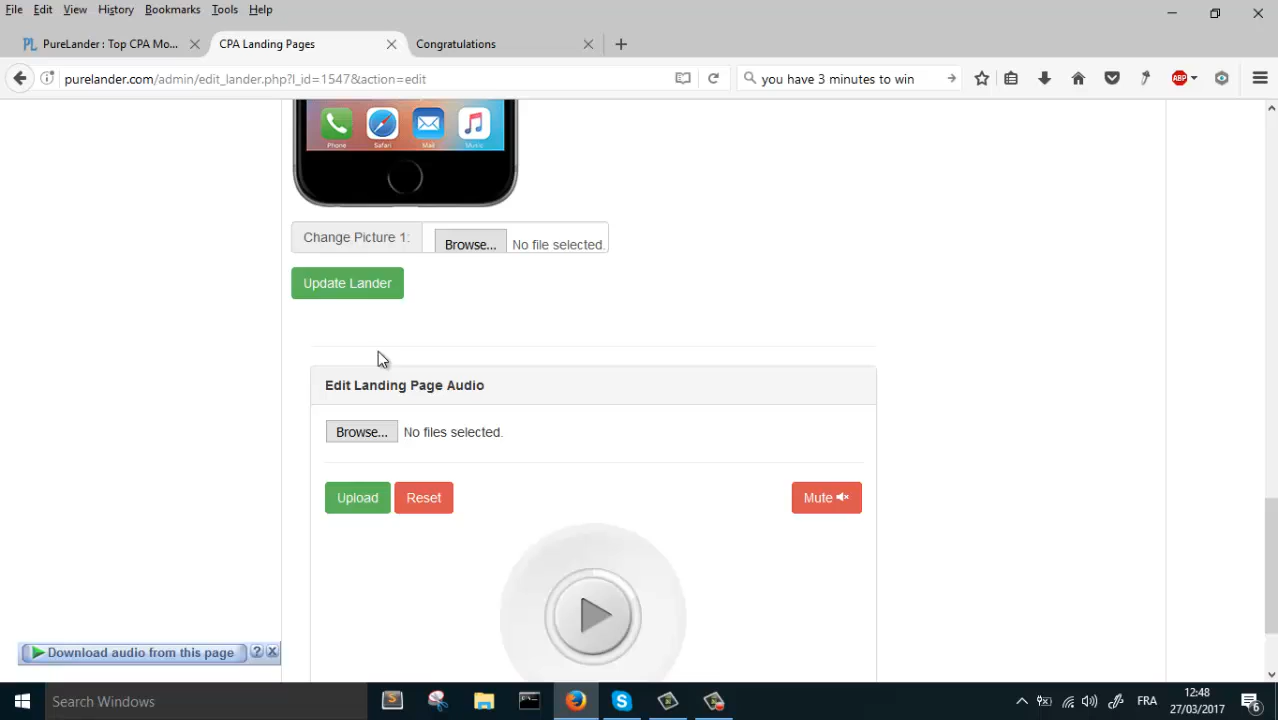 File Edit View History Bookmarks Tools Help
PureLander : Top CPA Mo...
CPA Landing Pages
Congratulations
purelander.com/admin/edit_lander.php?l_id=1547&action=edit
you have 3 minutes to win
ABP
Phone Safari Mail Music
Change Picture 1:
Browse... No file selected.
Update Lander
Edit Landing Page Audio
Browse... No files selected.
Upload
Reset
Mute
Download audio from this page
?
Search Windows
FRA
12:48
27/03/2017
6